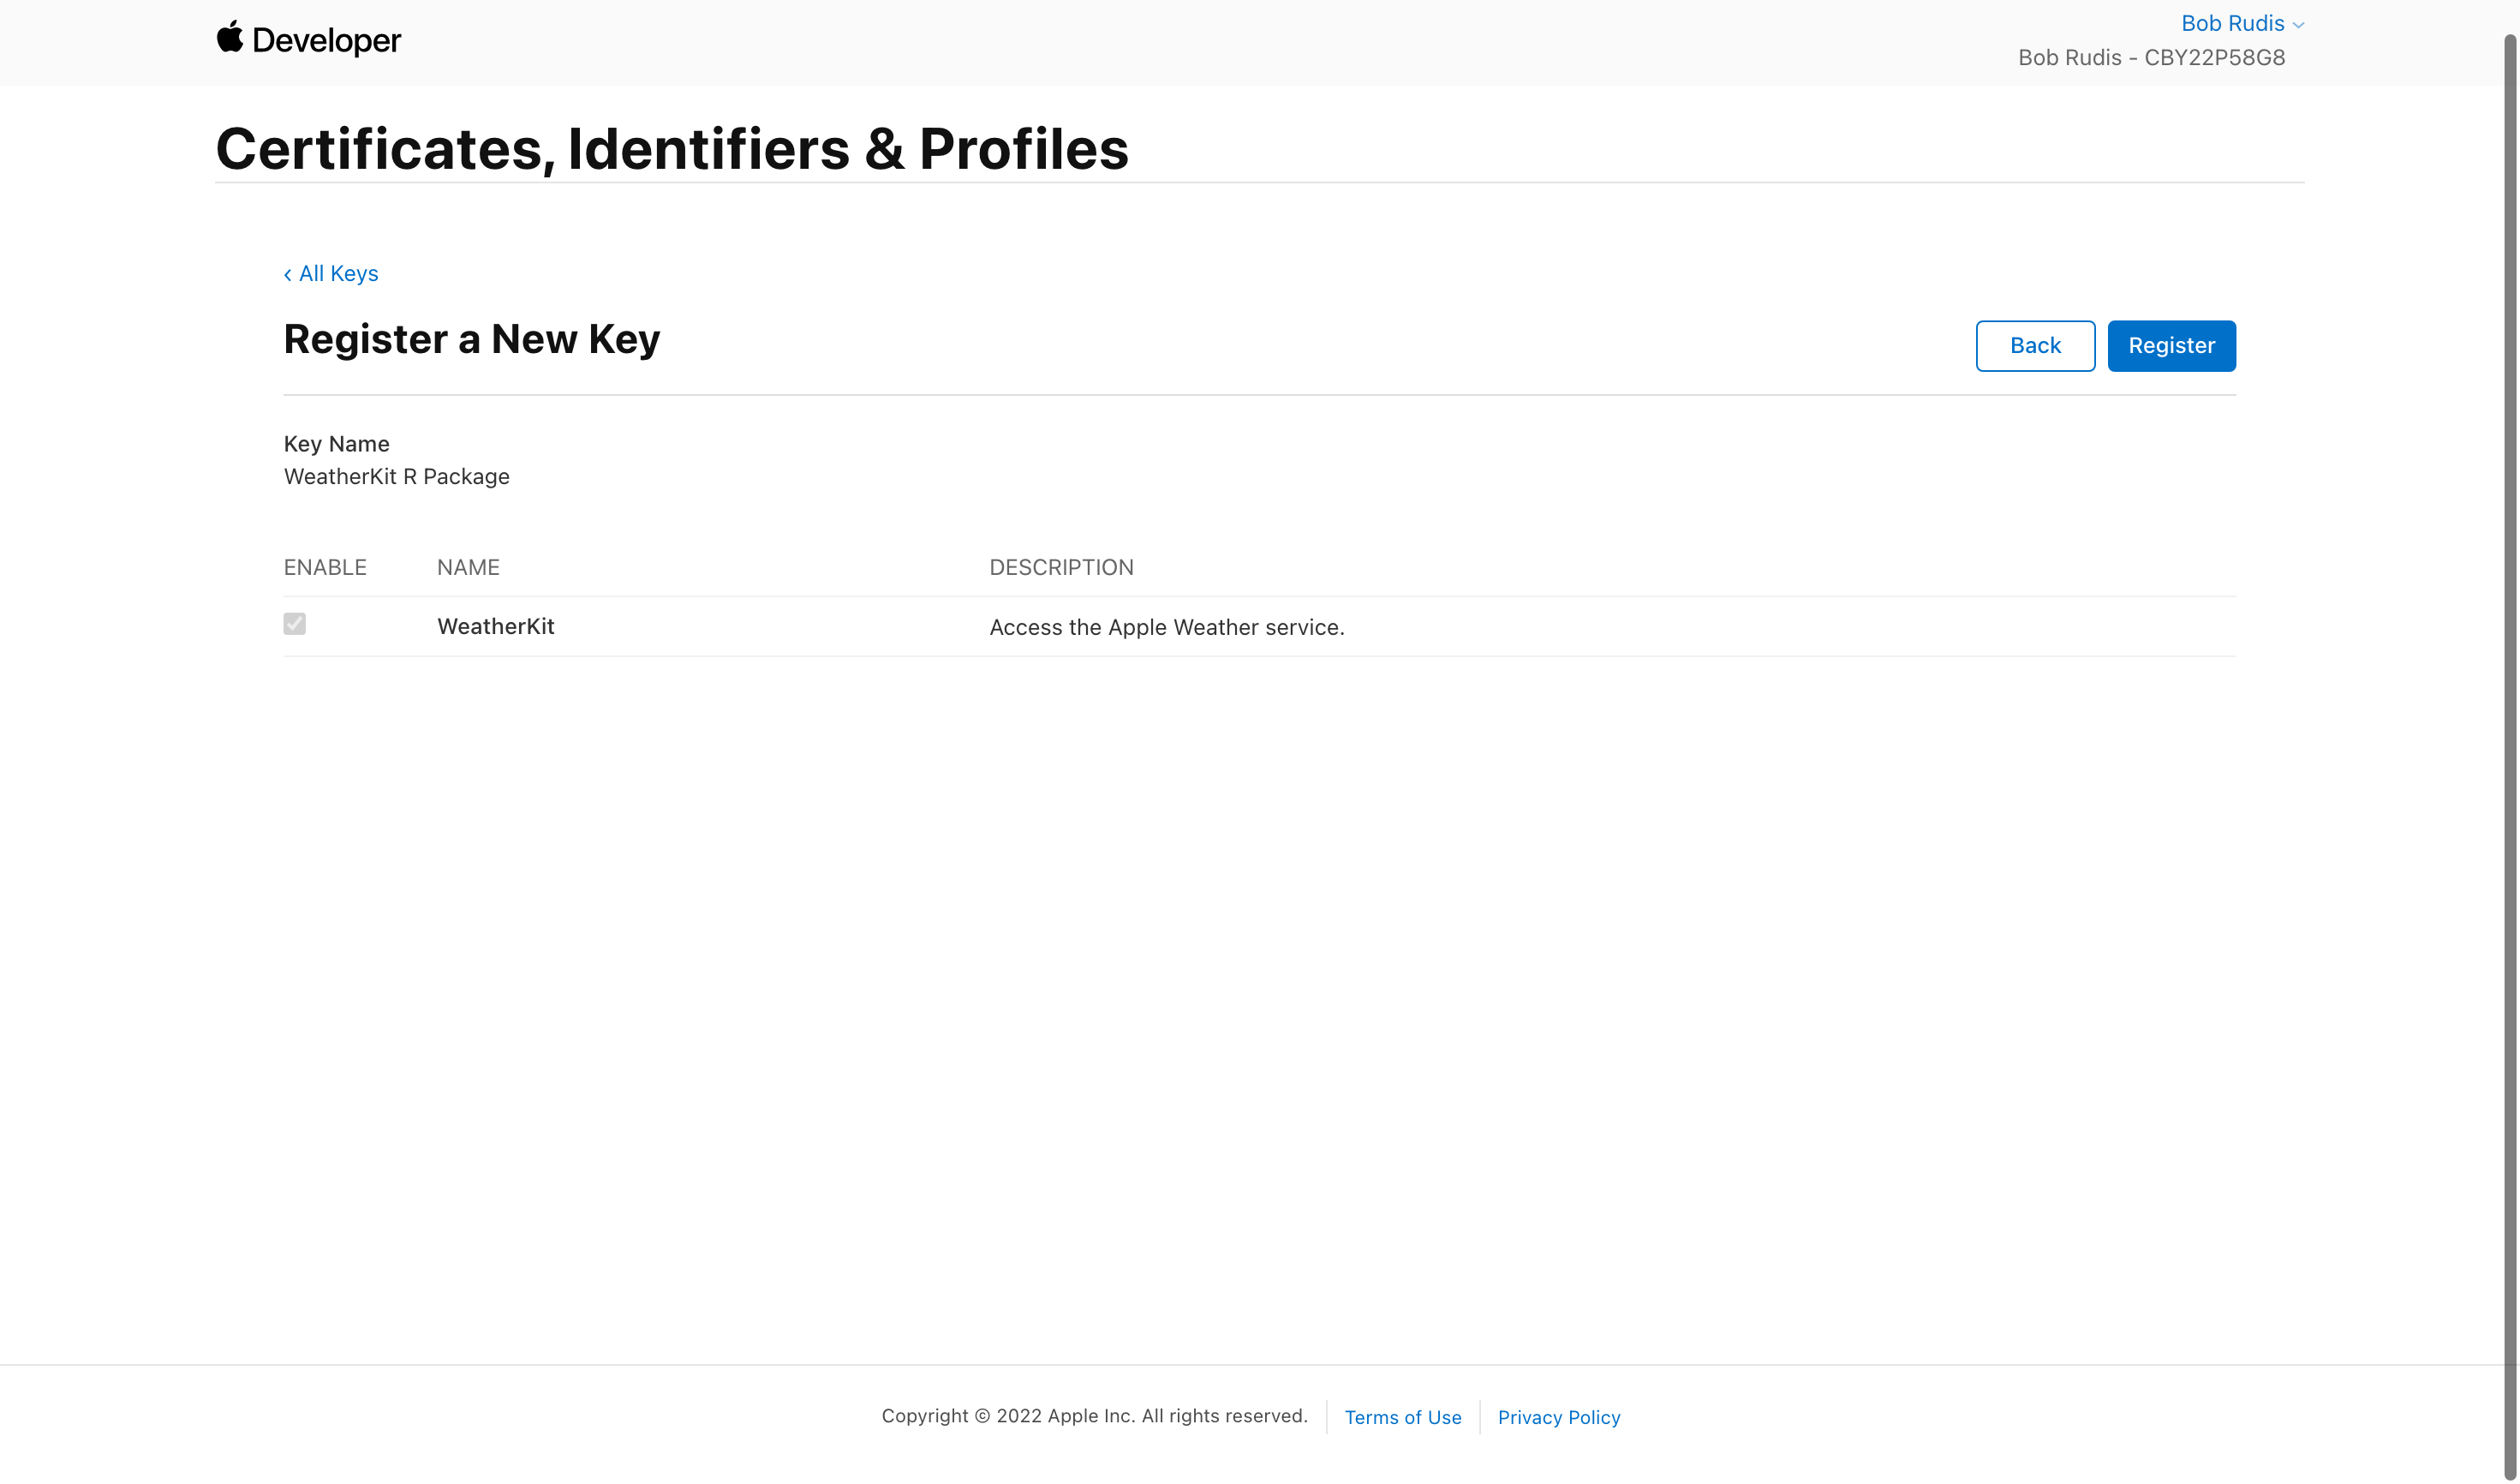 Developer
Bob Rudis
Bob Rudis - CBY22P58G8
Certificates, Identifiers & Profiles
‹ All Keys
Register a New Key
Back
Register
Key Name
WeatherKit R Package
ENABLE NAME DESCRIPTION
WeatherKit Access the Apple Weather service.
Copyright © 2022 Apple Inc. All rights reserved. Terms of Use Privacy Policy